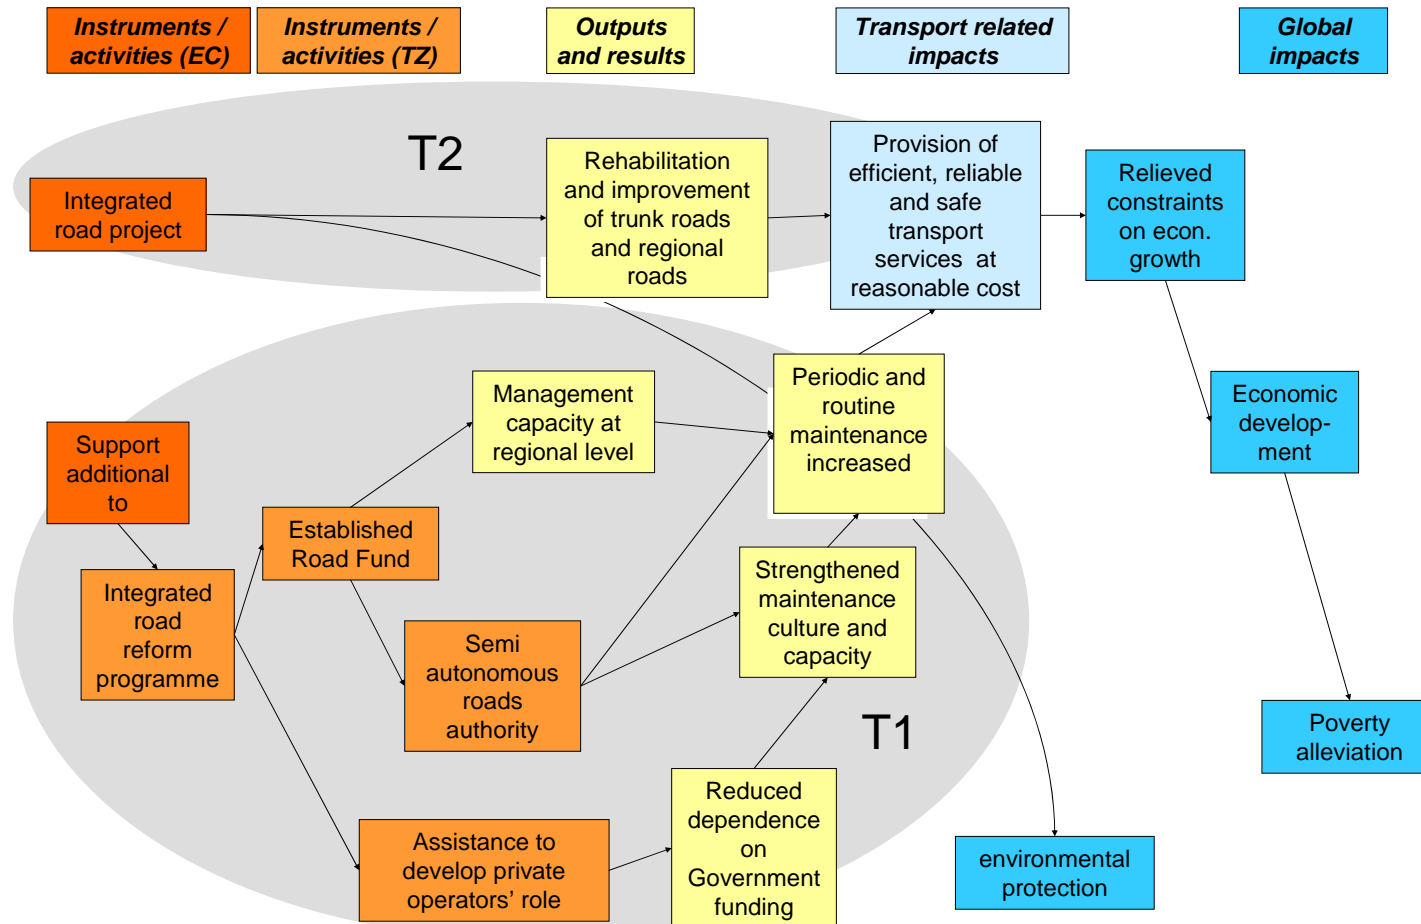 Instruments /
activities (EC)
Instruments /
activities (TZ)
Outputs
and results
Transport related
impacts
Global
impacts
T2
Integrated
road project
Rehabilitation
and improvement
of trunk roads
and regional
roads
Provision of
efficient, reliable
and safe
transport
services at
reasonable cost
Relieved
constraints
on econ.
growth
Management
capacity at
regional level
Periodic and
routine
maintenance
increased
Economic
develop-
ment
Support
additional
to
Established
Road Fund
Integrated
road
reform
programme
Strengthened
maintenance
culture and
capacity
Semi
autonomous
roads
authority
T1
Poverty
alleviation
Reduced
dependence
on
Government
funding
Assistance to
develop private
operators’ role
environmental
protection